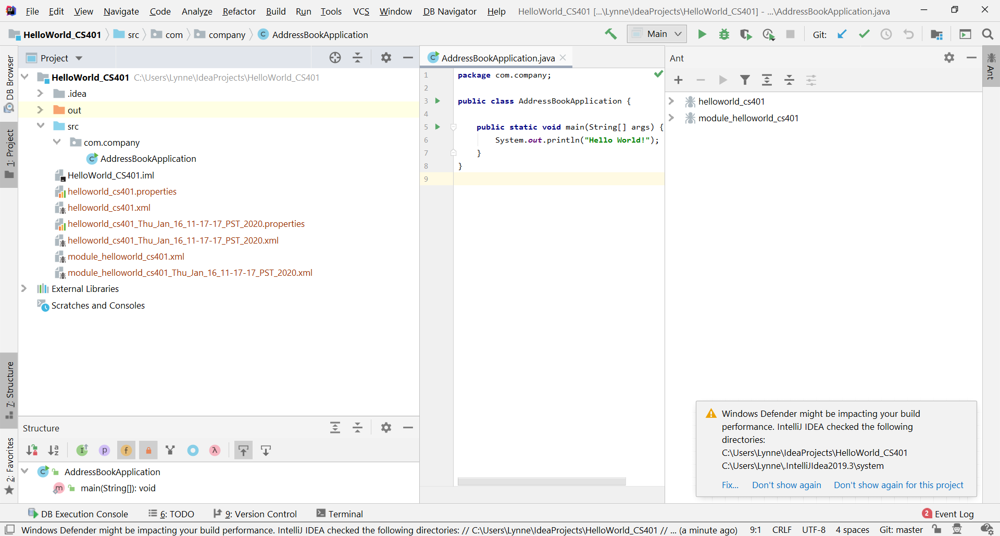 File Edit View Navigate Code Analyze Refactor Build Run Tools VCS Window DB Navigator Help HelloWorld_CS401 [...\Lynne\IdeaProjects\HelloWorld_CS401] - ...\AddressBookApplication.java
HelloWorld_CS401 src com company C AddressBookApplication Main Git:
DB Browser
1: Project
7: Structure
2: Favorites
Project
HelloWorld_CS401 C:\Users\Lynne\IdeaProjects\HelloWorld_CS401
.idea
out
src
com.company
C AddressBookApplication
HelloWorld_CS401.iml
helloworld_cs401.properties
helloworld_cs401.xml
helloworld_cs401_Thu_Jan_16_11-17-17_PST_2020.properties
helloworld_cs401_Thu_Jan_16_11-17-17_PST_2020.xml
module_helloworld_cs401.xml
module_helloworld_cs401_Thu_Jan_16_11-17-17_PST_2020.xml
External Libraries
Scratches and Consoles
Structure
I p f λ
C AddressBookApplication
m main(String[]): void
C AddressBookApplication.java
1 package com.company;
2
3 public class AddressBookApplication {
4
5 public static void main(String[] args) {
6 System.out.println("Hello World!");
7 }
8 }
9
Ant
helloworld_cs401
module_helloworld_cs401
Ant
Windows Defender might be impacting your build
performance. IntelliJ IDEA checked the following
directories:
C:\Users\Lynne\IdeaProjects\HelloWorld_CS401
C:\Users\Lynne\.IntelliJIdea2019.3\system
Fix... Don't show again Don't show again for this project
DB Execution Console 6: TODO 9: Version Control Terminal 2 Event Log
Windows Defender might be impacting your build performance. IntelliJ IDEA checked the following directories: // C:\Users\Lynne\IdeaProjects\HelloWorld_CS401 // ... (a minute ago) 9:1 CRLF UTF-8 4 spaces Git: master